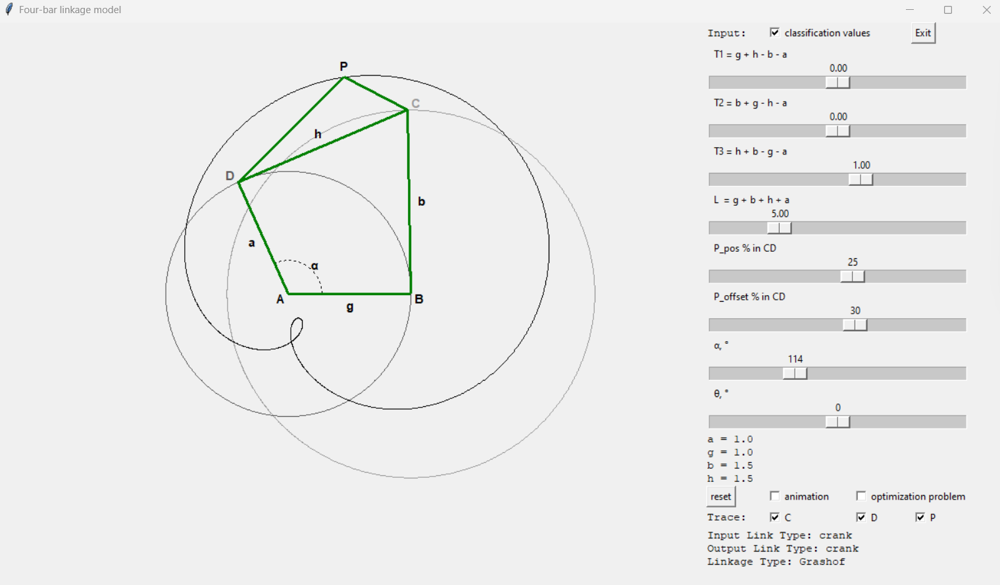 Four-bar linkage model
Input: classification values Exit
T1 = g + h - b - a
0.00
T2 = b + g - h - a
0.00
T3 = h + b - g - a
1.00
L = g + b + h + a
5.00
P_pos % in CD
25
P_offset % in CD
30
α, °
114
θ, °
0
a = 1.0
g = 1.0
b = 1.5
h = 1.5
reset animation optimization problem
Trace: C D P
Input Link Type: crank
Output Link Type: crank
Linkage Type: Grashof
P
C
h
D
b
a
α
A
B
g